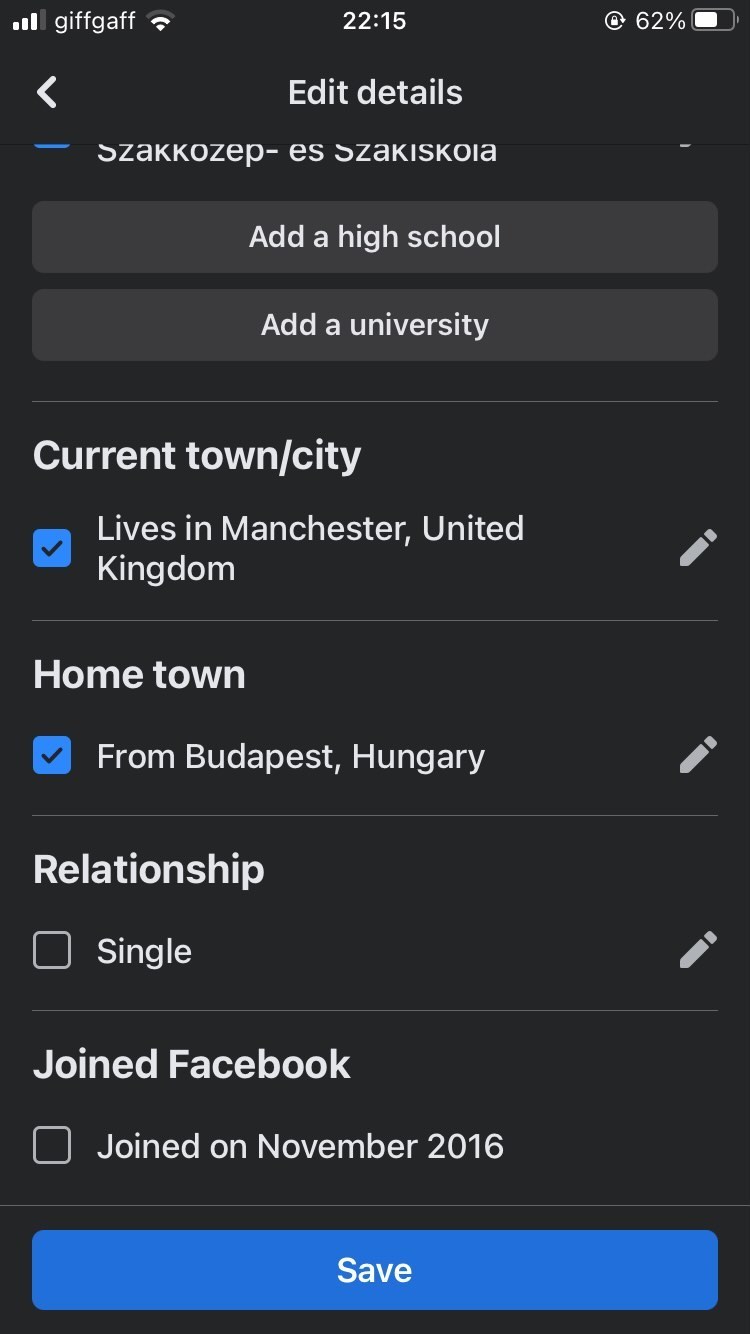 giffgaff 22:15 62%
Edit details
Szakközép- és Szakiskola
Add a high school
Add a university
Current town/city
Lives in Manchester, United
Kingdom
Home town
From Budapest, Hungary
Relationship
Single
Joined Facebook
Joined on November 2016
Save